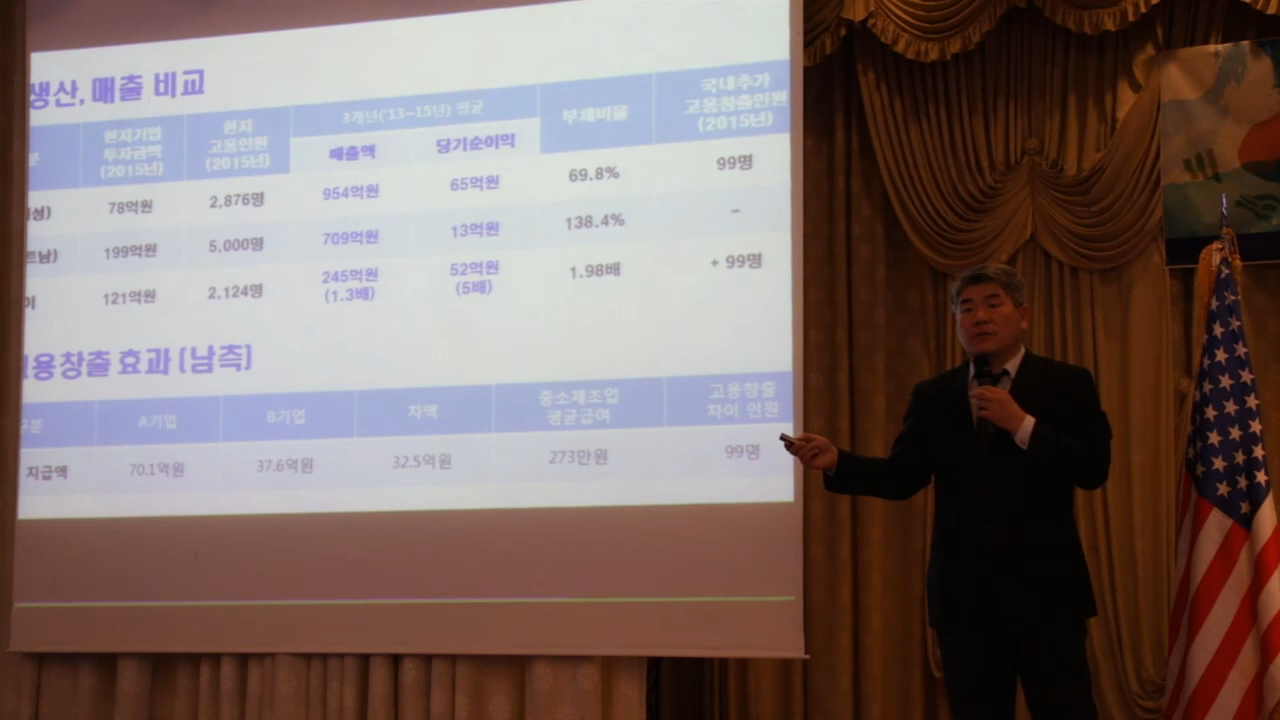 생산, 매출 비교
분 현지기업 투자금액 (2015년) 현지 고용인원 (2015년) 3개년('13~15년) 평균 부채비율 국내추가 고용창출인원 (2015년)
매출액 당기순이익
성) 78억원 2,876명 954억원 65억원 69.8% 99명
트남) 199억원 5,000명 709억원 13억원 138.4% -
이 121억원 2,124명 245억원 (1.3배) 52억원 (5배) 1.98배 + 99명
용창출 효과 (남측)
구분 A기업 B기업 차액 중소제조업 평균급여 고용창출 차이 인원
지급액 70.1억원 37.6억원 32.5억원 273만원 99명